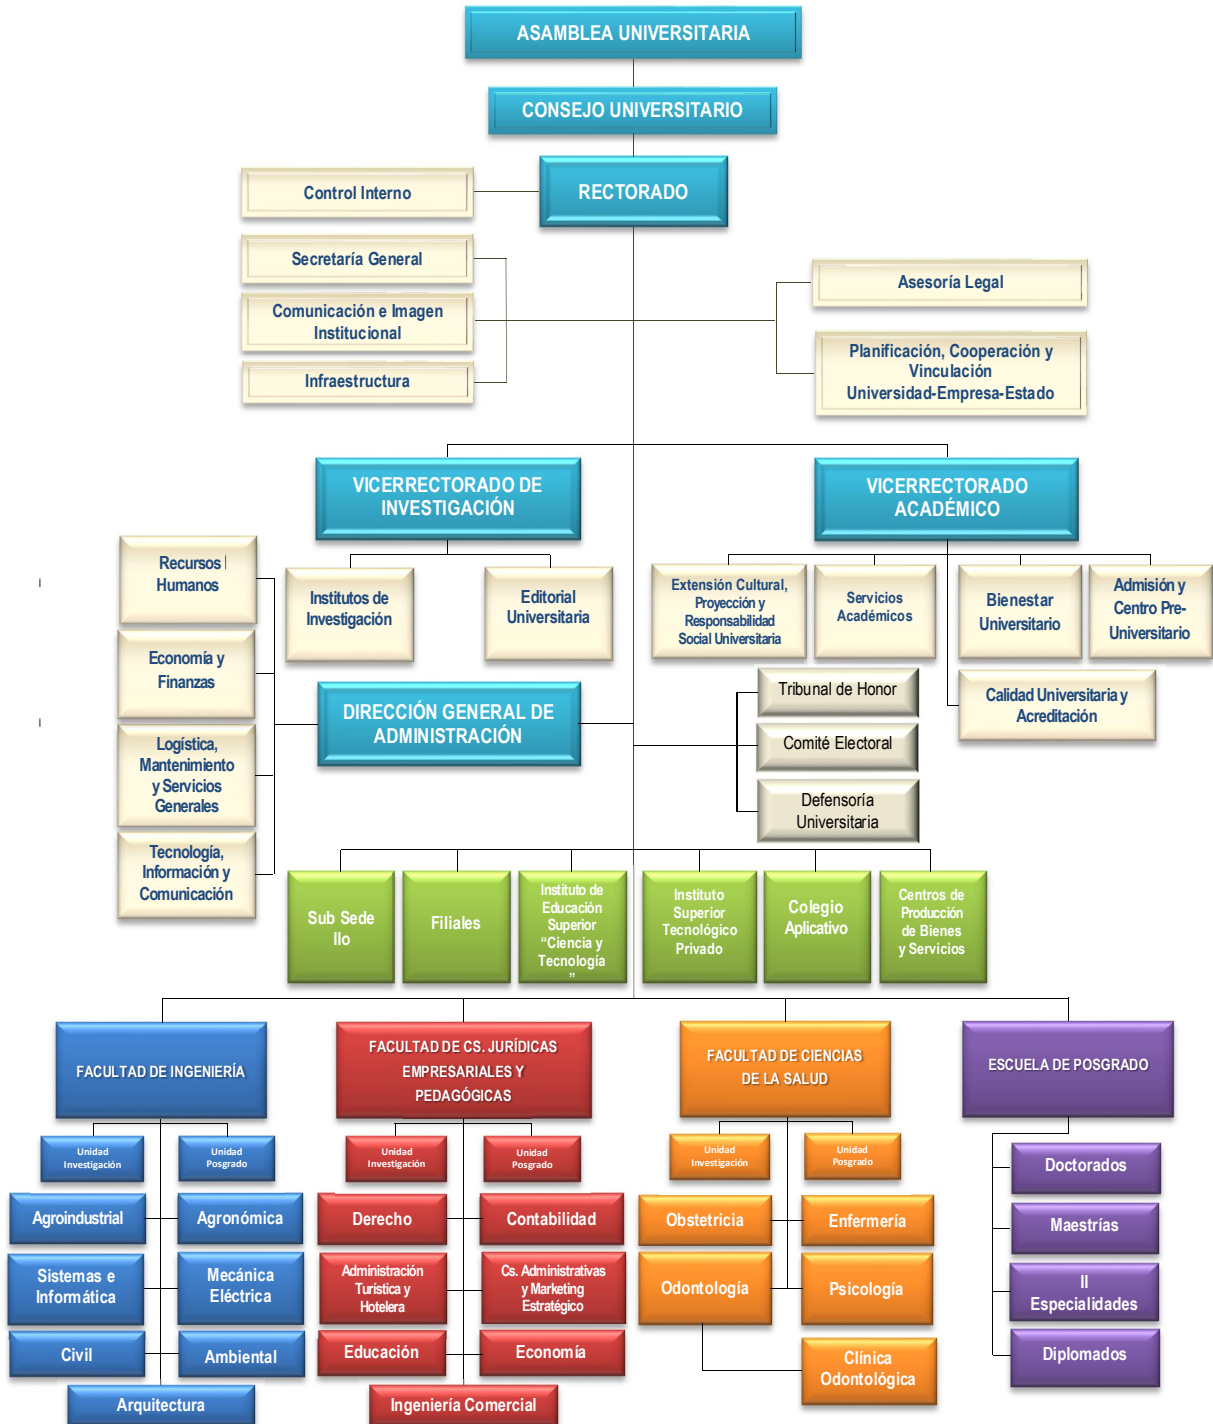 ASAMBLEA UNIVERSITARIA
CONSEJO UNIVERSITARIO
RECTORADO
Control Interno
Secretaría General
Comunicación e Imagen
Institucional
Infraestructura
Asesoría Legal
Planificación, Cooperación y
Vinculación
Universidad-Empresa-Estado
VICERRECTORADO DE
INVESTIGACIÓN
VICERRECTORADO
ACADÉMICO
Recursos
Humanos
Economía y
Finanzas
Logística,
Mantenimiento
y Servicios
Generales
Tecnología,
Información y
Comunicación
Institutos de
Investigación
Editorial
Universitaria
Extensión Cultural,
Proyección y
Responsabilidad
Social Universitaria
Servicios
Académicos
Bienestar
Universitario
Admisión y
Centro Pre-
Universitario
Calidad Universitaria y
Acreditación
DIRECCIÓN GENERAL DE
ADMINISTRACIÓN
Tribunal de Honor
Comité Electoral
Defensoría
Universitaria
Sub Sede
Ilo
Filiales
Instituto de
Educación
Superior
“Ciencia y
Tecnología
”
Instituto
Superior
Tecnológico
Privado
Colegio
Aplicativo
Centros de
Producción
de Bienes
y Servicios
FACULTAD DE INGENIERÍA
Unidad
Investigación
Unidad
Posgrado
Agroindustrial
Agronómica
Sistemas e
Informática
Mecánica
Eléctrica
Civil
Ambiental
Arquitectura
FACULTAD DE CS. JURÍDICAS
EMPRESARIALES Y
PEDAGÓGICAS
Unidad
Investigación
Unidad
Posgrado
Derecho
Contabilidad
Administración
Turística y
Hotelera
Cs. Administrativas
y Marketing
Estratégico
Educación
Economía
Ingeniería Comercial
FACULTAD DE CIENCIAS
DE LA SALUD
Unidad
Investigación
Unidad
Posgrado
Obstetricia
Enfermería
Odontología
Psicología
Clínica
Odontológica
ESCUELA DE POSGRADO
Doctorados
Maestrías
II
Especialidades
Diplomados